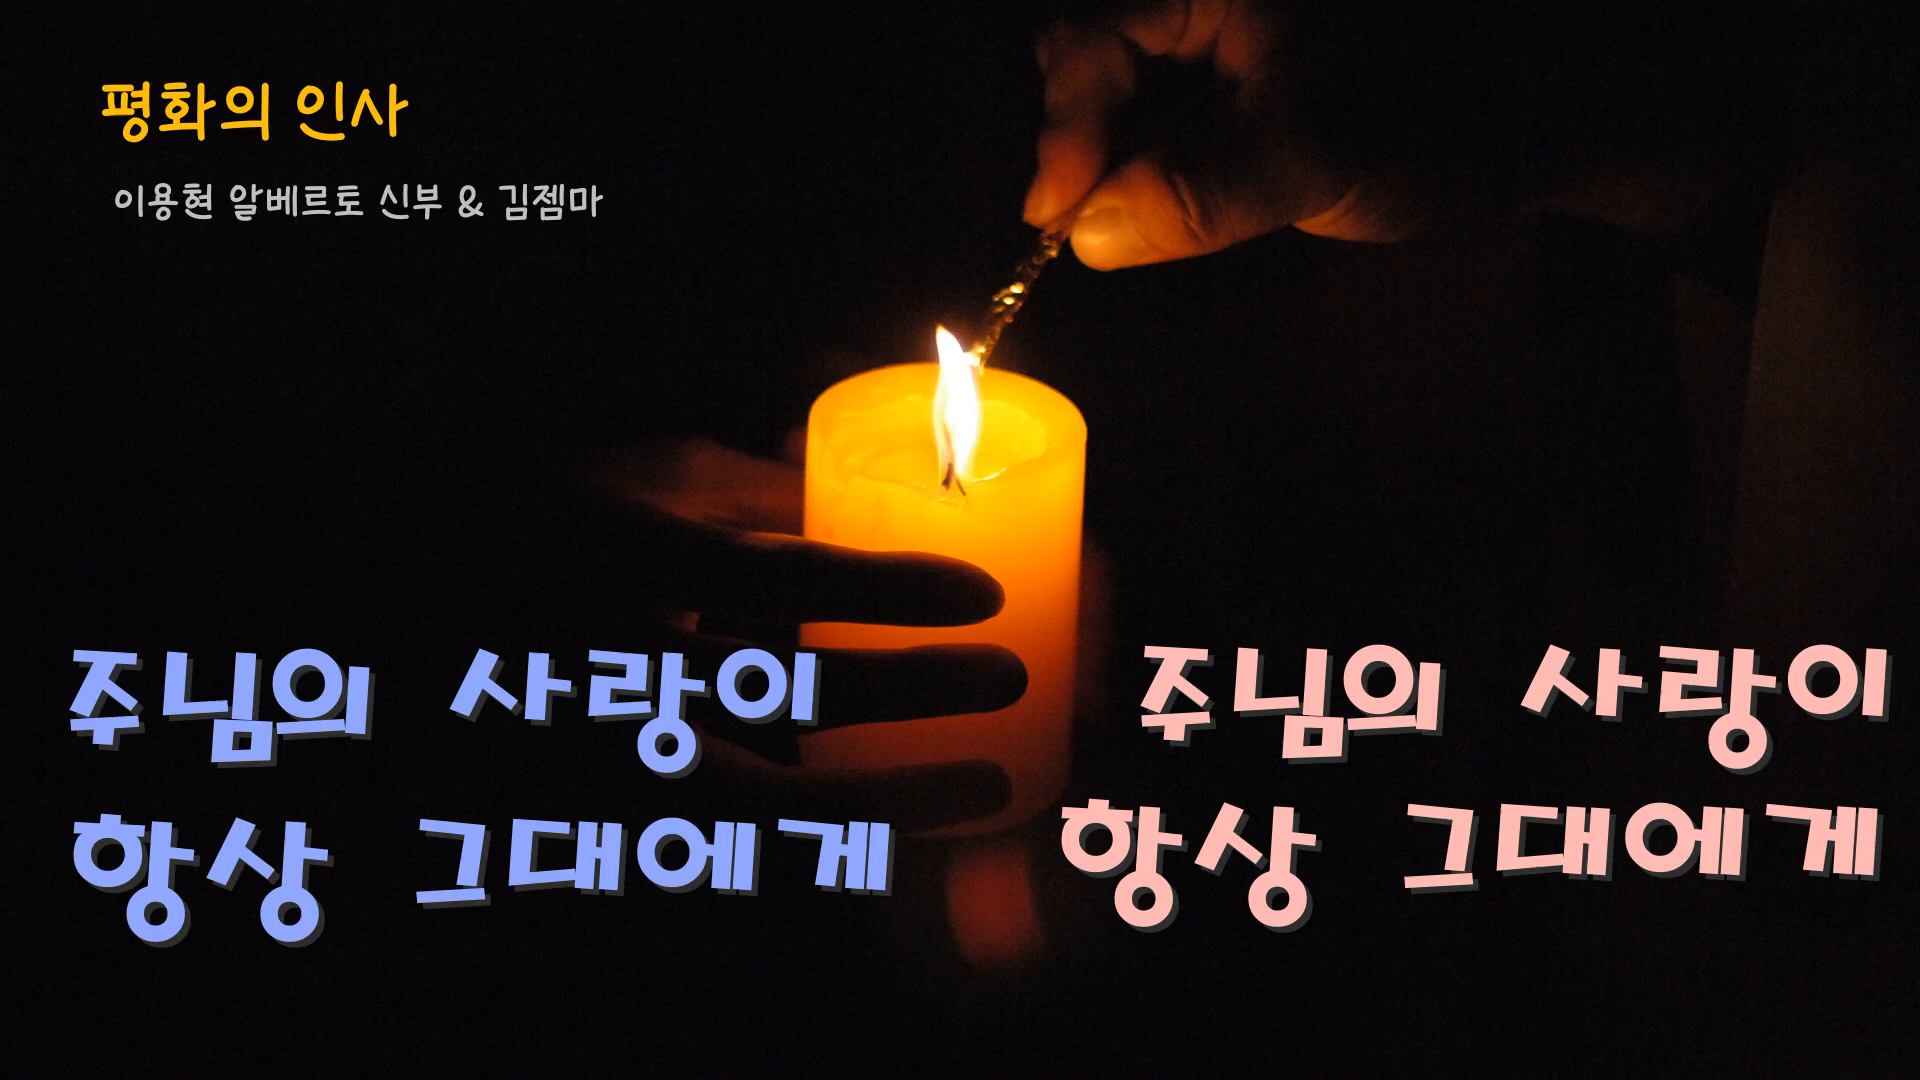 평화의 인사
이용현 알베르토 신부 & 김젬마
주님의 사랑이
항상 그대에게
주님의 사랑이
항상 그대에게